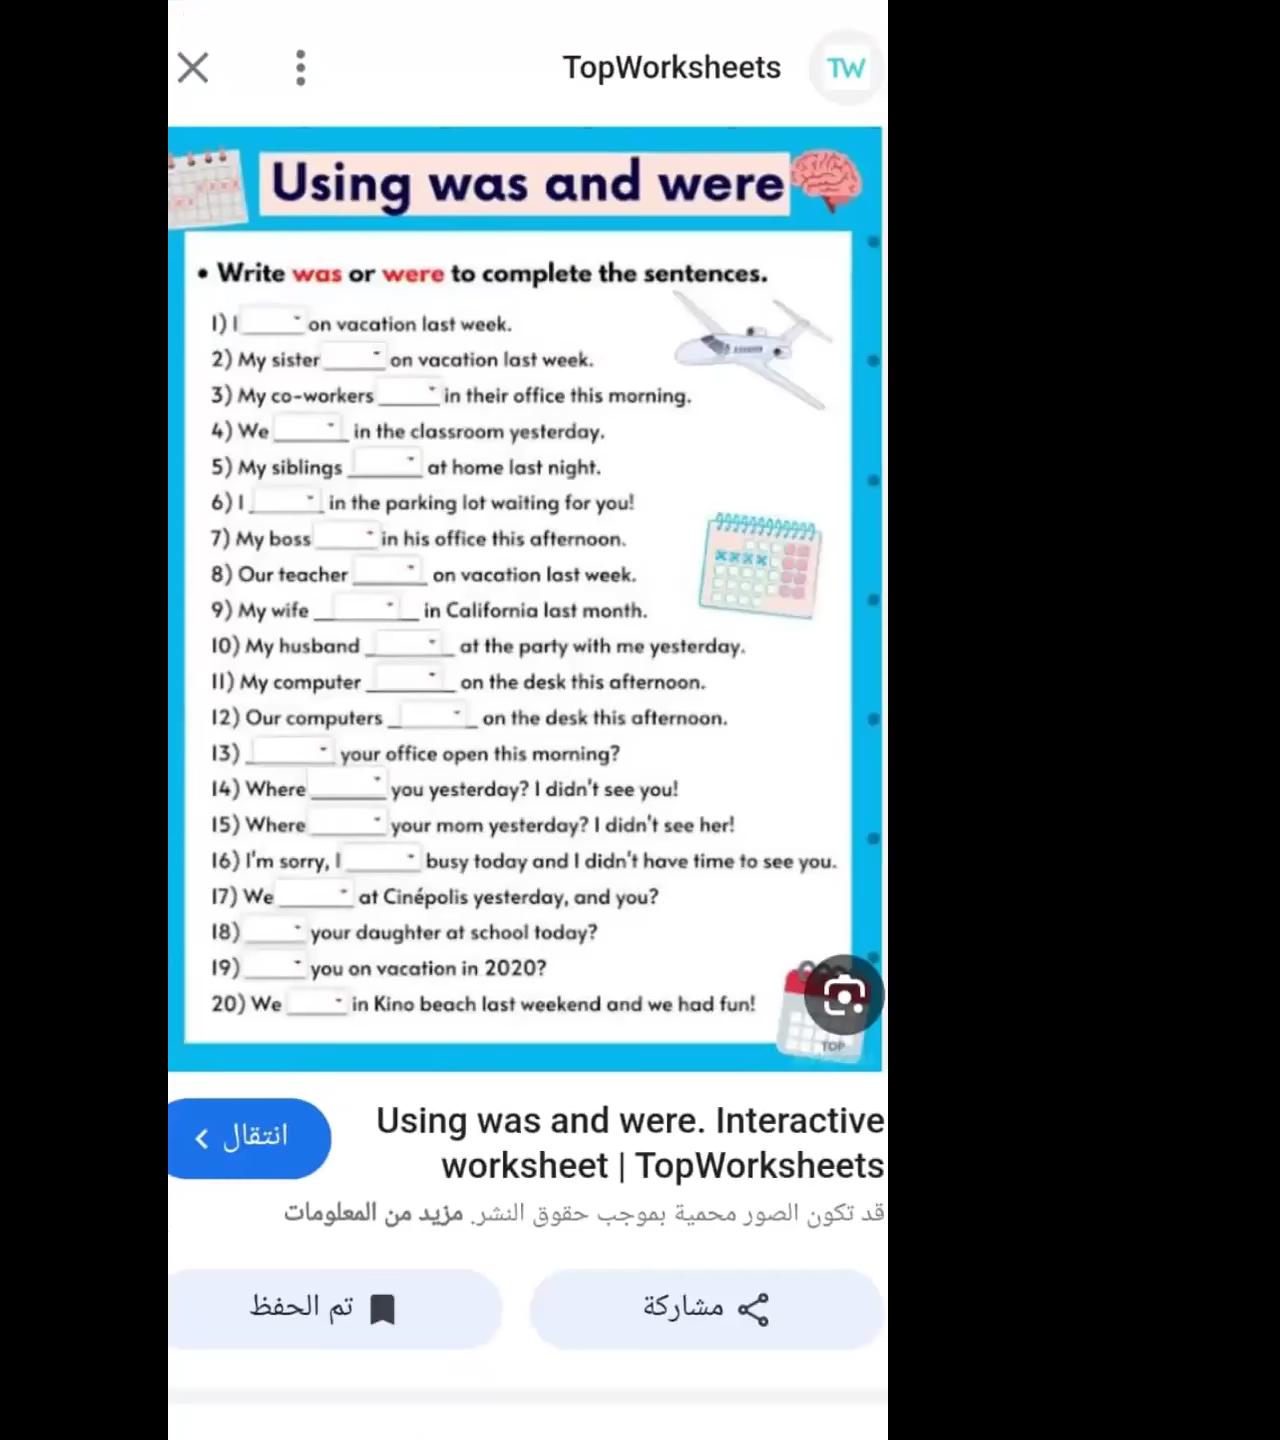 TopWorksheets TW
Using was and were
• Write was or were to complete the sentences.
1) I on vacation last week.
2) My sister on vacation last week.
3) My co-workers in their office this morning.
4) We in the classroom yesterday.
5) My siblings at home last night.
6) I in the parking lot waiting for you!
7) My boss in his office this afternoon.
8) Our teacher on vacation last week.
9) My wife in California last month.
10) My husband at the party with me yesterday.
11) My computer on the desk this afternoon.
12) Our computers on the desk this afternoon.
13) your office open this morning?
14) Where you yesterday? I didn't see you!
15) Where your mom yesterday? I didn't see her!
16) I'm sorry, I busy today and I didn't have time to see you.
17) We at Cinépolis yesterday, and you?
18) your daughter at school today?
19) you on vacation in 2020?
20) We in Kino beach last weekend and we had fun!
TOP
Using was and were. Interactive
worksheet | TopWorksheets
انتقال
قد تكون الصور محمية بموجب حقوق النشر. مزيد من المعلومات
مشاركة
تم الحفظ